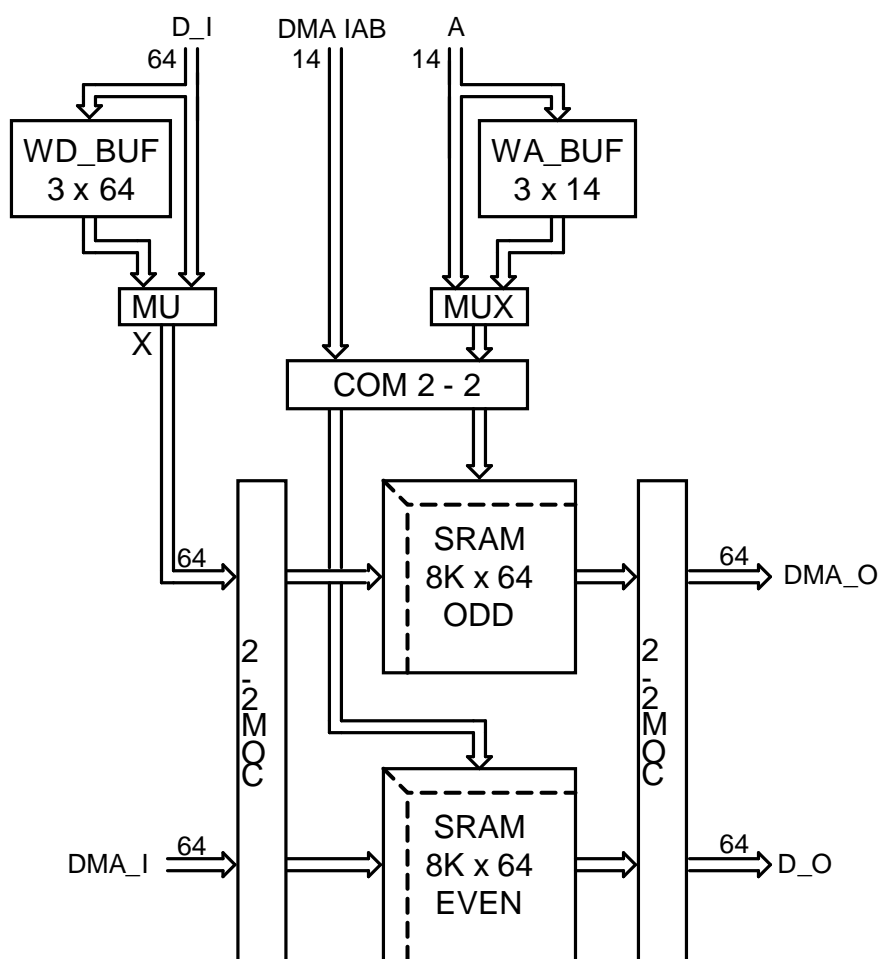 D_I
DMA IAB
A
64
14
14
WD_BUF
3 x 64
WA_BUF
3 x 14
MU
X
MUX
COM 2 - 2
SRAM
8K x 64
ODD
64
64
DMA_O
2
-
2
M
O
C
2
-
2
M
O
C
SRAM
8K x 64
EVEN
DMA_I
64
64
D_O